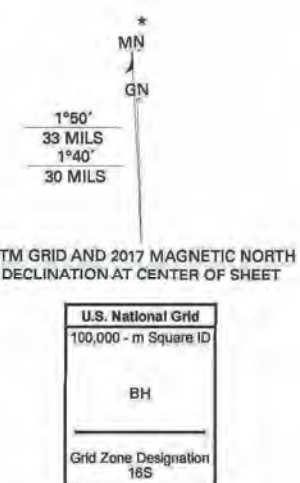 *
MN
GN
1°50´
33 MILS
1°40´
30 MILS
TM GRID AND 2017 MAGNETIC NORTH
DECLINATION AT CENTER OF SHEET
U.S. National Grid
100,000 - m Square ID
BH
Grid Zone Designation
16S